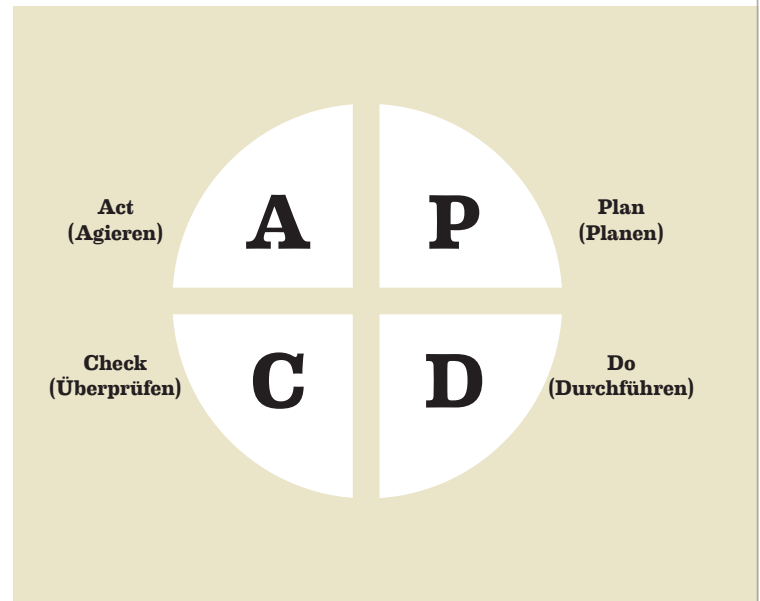 A
P
Act
(Agieren)
Plan
(Planen)
C
D
Check
(Überprüfen)
Do
(Durchführen)